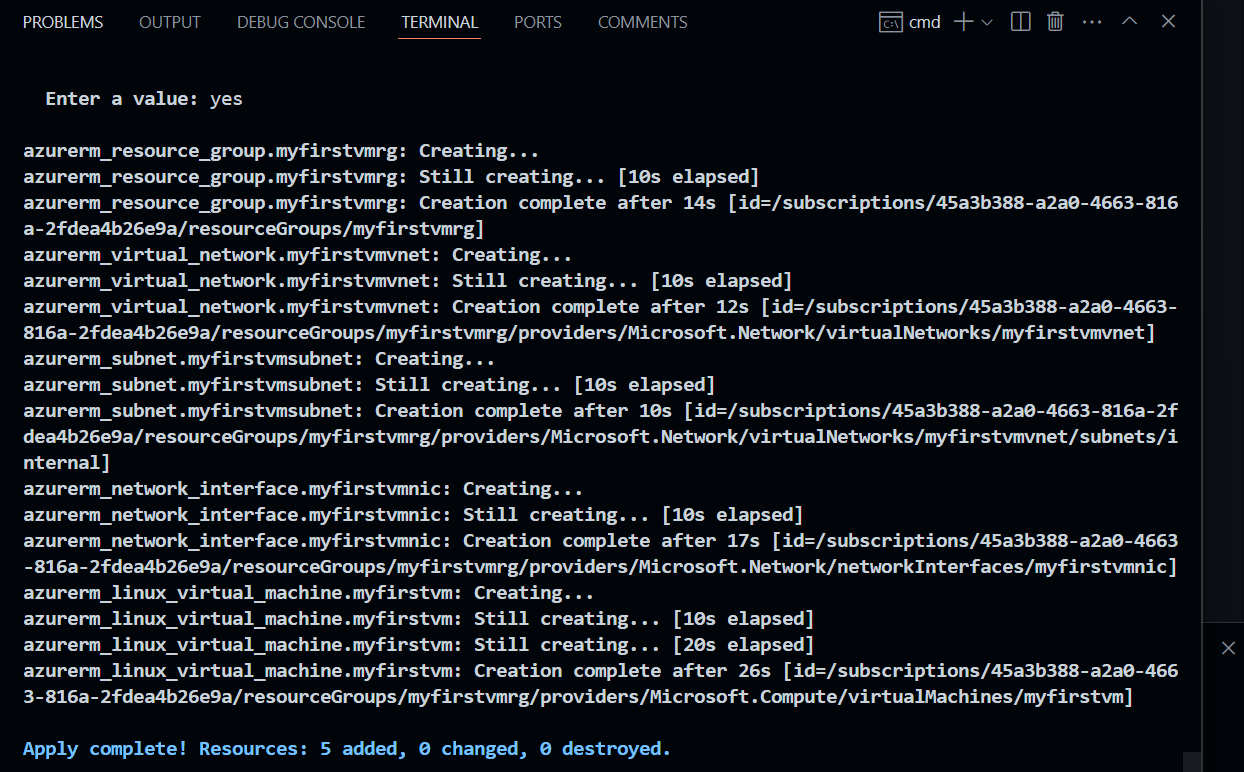 PROBLEMS OUTPUT DEBUG CONSOLE TERMINAL PORTS COMMENTS cmd
Enter a value: yes
azurerm_resource_group.myfirstvmrg: Creating...
azurerm_resource_group.myfirstvmrg: Still creating... [10s elapsed]
azurerm_resource_group.myfirstvmrg: Creation complete after 14s [id=/subscriptions/45a3b388-a2a0-4663-816
a-2fdea4b26e9a/resourceGroups/myfirstvmrg]
azurerm_virtual_network.myfirstvmvnet: Creating...
azurerm_virtual_network.myfirstvmvnet: Still creating... [10s elapsed]
azurerm_virtual_network.myfirstvmvnet: Creation complete after 12s [id=/subscriptions/45a3b388-a2a0-4663-
816a-2fdea4b26e9a/resourceGroups/myfirstvmrg/providers/Microsoft.Network/virtualNetworks/myfirstvmvnet]
azurerm_subnet.myfirstvmsubnet: Creating...
azurerm_subnet.myfirstvmsubnet: Still creating... [10s elapsed]
azurerm_subnet.myfirstvmsubnet: Creation complete after 10s [id=/subscriptions/45a3b388-a2a0-4663-816a-2f
dea4b26e9a/resourceGroups/myfirstvmrg/providers/Microsoft.Network/virtualNetworks/myfirstvmvnet/subnets/i
nternal]
azurerm_network_interface.myfirstvmnic: Creating...
azurerm_network_interface.myfirstvmnic: Still creating... [10s elapsed]
azurerm_network_interface.myfirstvmnic: Creation complete after 17s [id=/subscriptions/45a3b388-a2a0-4663
-816a-2fdea4b26e9a/resourceGroups/myfirstvmrg/providers/Microsoft.Network/networkInterfaces/myfirstvmnic]
azurerm_linux_virtual_machine.myfirstvm: Creating...
azurerm_linux_virtual_machine.myfirstvm: Still creating... [10s elapsed]
azurerm_linux_virtual_machine.myfirstvm: Still creating... [20s elapsed]
azurerm_linux_virtual_machine.myfirstvm: Creation complete after 26s [id=/subscriptions/45a3b388-a2a0-466
3-816a-2fdea4b26e9a/resourceGroups/myfirstvmrg/providers/Microsoft.Compute/virtualMachines/myfirstvm]
Apply complete! Resources: 5 added, 0 changed, 0 destroyed.